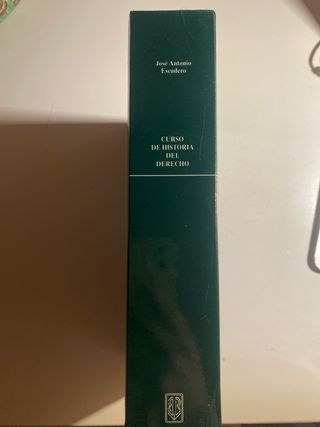 José Antonio
Escudero
CURSO
DE HISTORIA
DEL
DERECHO